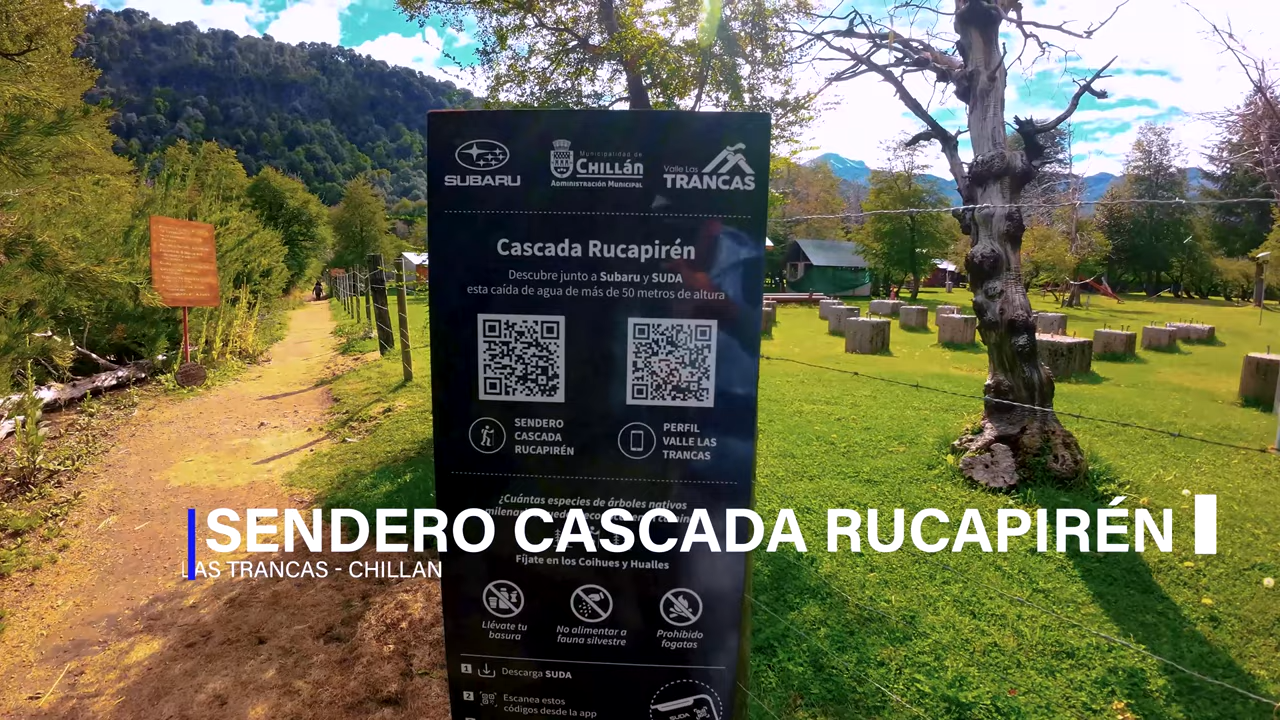 SUBARU
Municipalidad de
CHILLÁN
Administración Municipal
Valle Las
TRANCAS
Cascada Rucapirén
Descubre junto a Subaru y SUDA
esta caída de agua de más de 50 metros de altura
SENDERO
CASCADA
RUCAPIRÉN
PERFIL
VALLE LAS
TRANCAS
¿Cuántas especies de árboles nativos
SENDERO CASCADA RUCAPIRÉN
LAS TRANCAS - CHILLAN
Fíjate en los Coihues y Hualles
Llévate tu
basura
No alimentar a
fauna silvestre
Prohibido
fogatas
1 Descarga SUDA
2 Escanea estos
códigos desde la app
SUDA